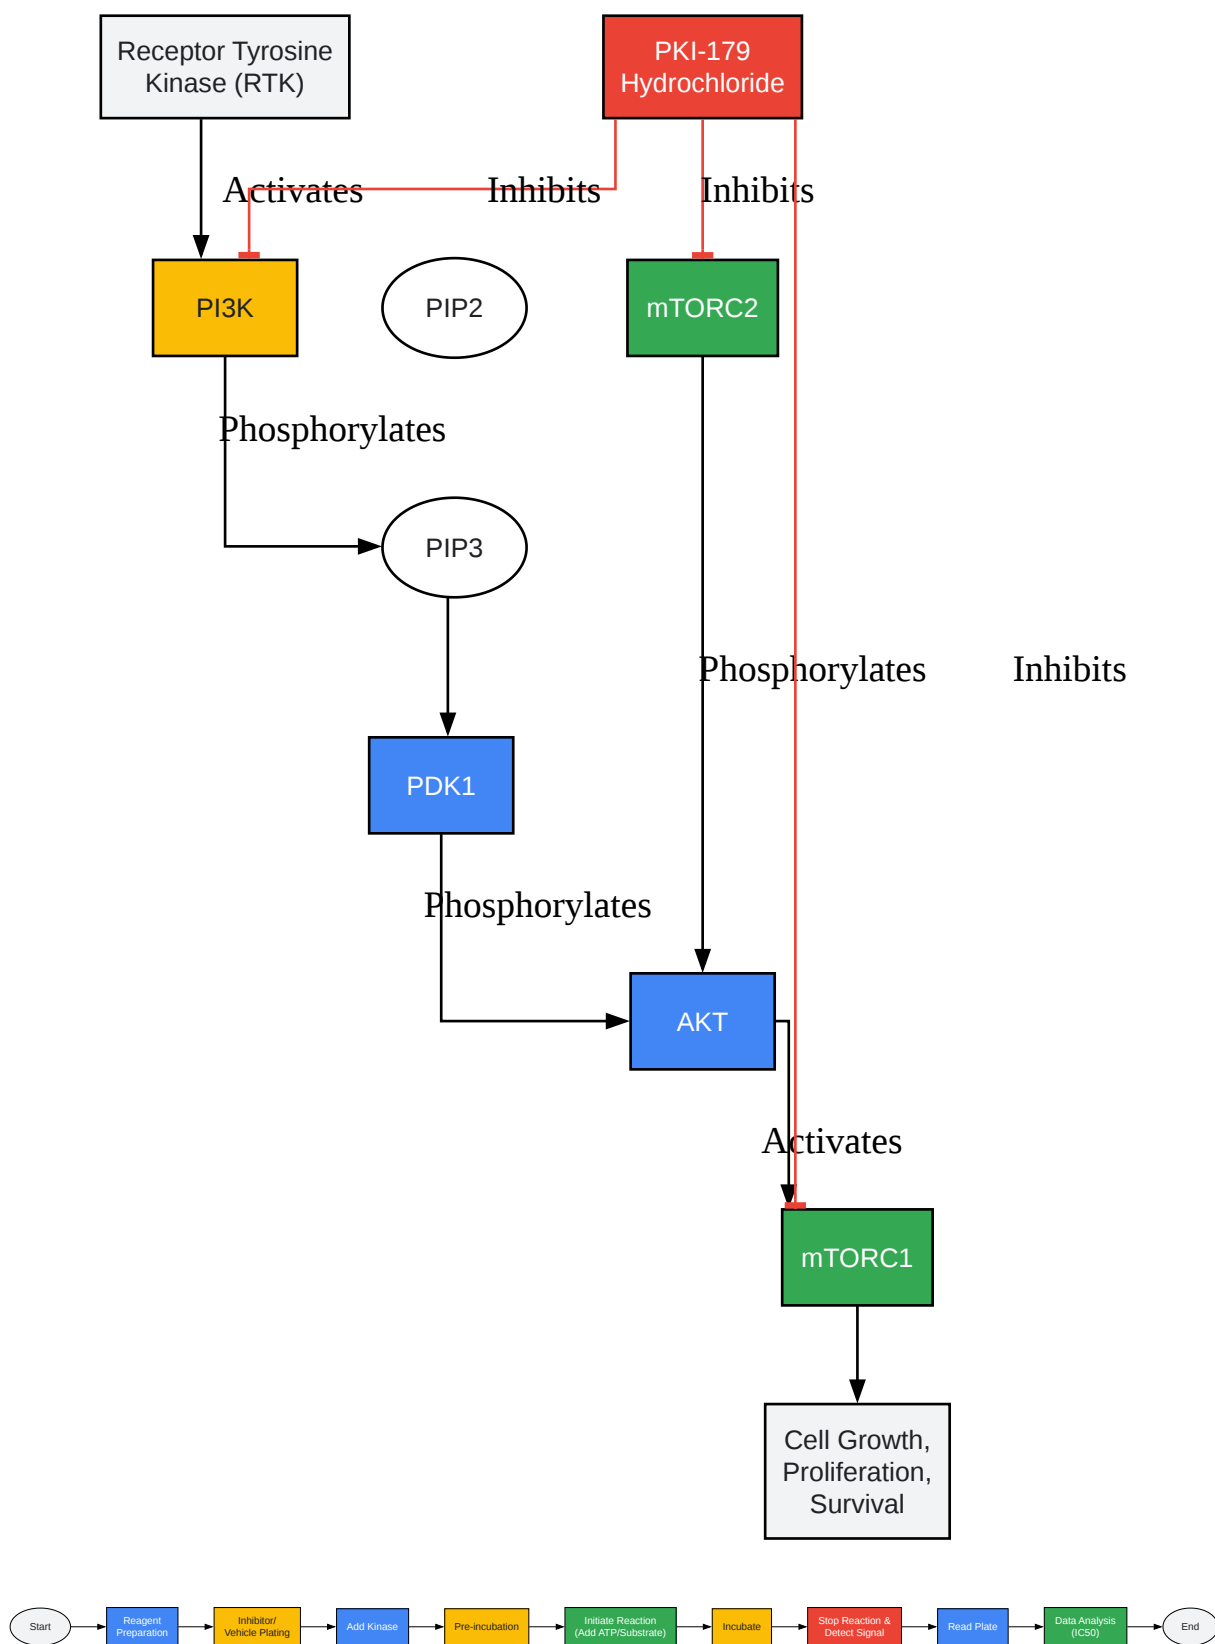 Receptor Tyrosine
Kinase (RTK)
PKI-179
Hydrochloride
Activates
Inhibits
Inhibits
PI3K
PIP2
mTORC2
Phosphorylates
PIP3
Phosphorylates
Inhibits
PDK1
Phosphorylates
AKT
Activates
mTORC1
Cell Growth,
Proliferation,
Survival
Start
Reagent
Preparation
Inhibitor/
Vehicle Plating
Add Kinase
Pre-incubation
Initiate Reaction
(Add ATP/Substrate)
Incubate
Stop Reaction &
Detect Signal
Read Plate
Data Analysis
(IC50)
End